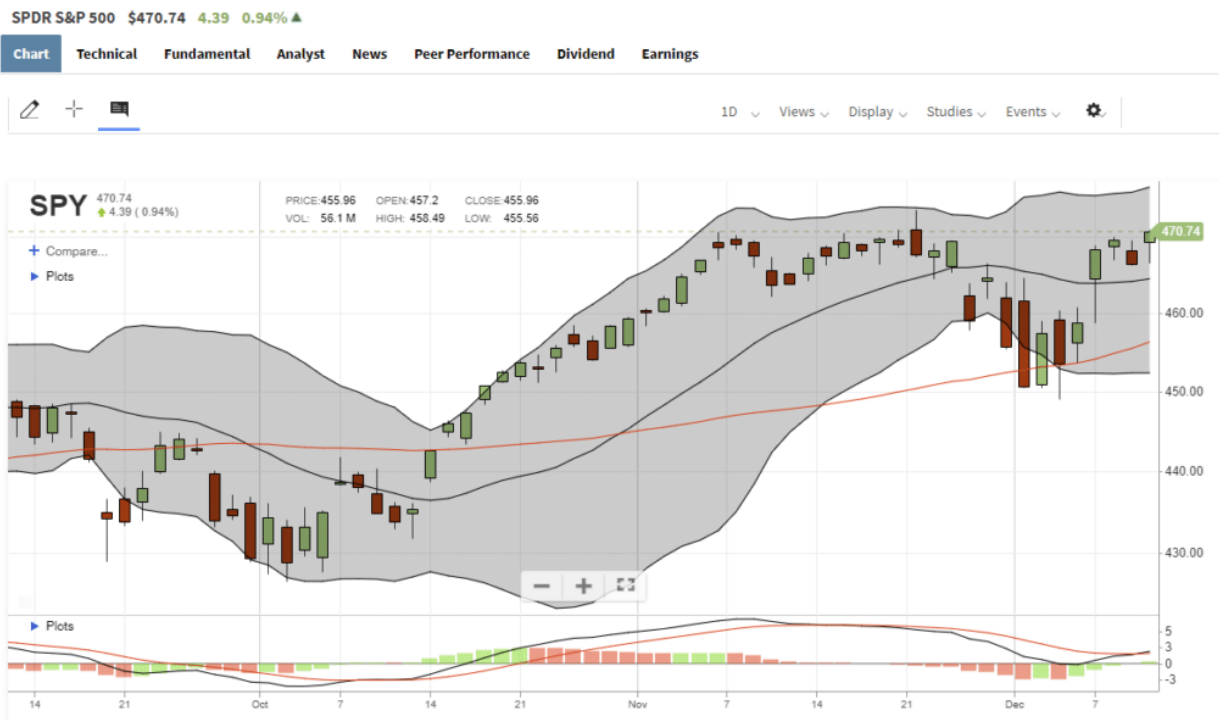 SPDR S&P 500 $470.74 4.39 0.94%
Chart Technical Fundamental Analyst News Peer Performance Dividend Earnings
1D Views Display Studies Events
SPY 470.74 4.39 ( 0.94%)
PRICE:455.96 OPEN:457.2 CLOSE:455.96
VOL: 56.1 M HIGH: 458.49 LOW: 455.56
+ Compare...
Plots
470.74
460.00
450.00
440.00
430.00
Plots
5
3
0
-3
14 21 Oct 7 14 21 Nov 7 14 21 Dec 7